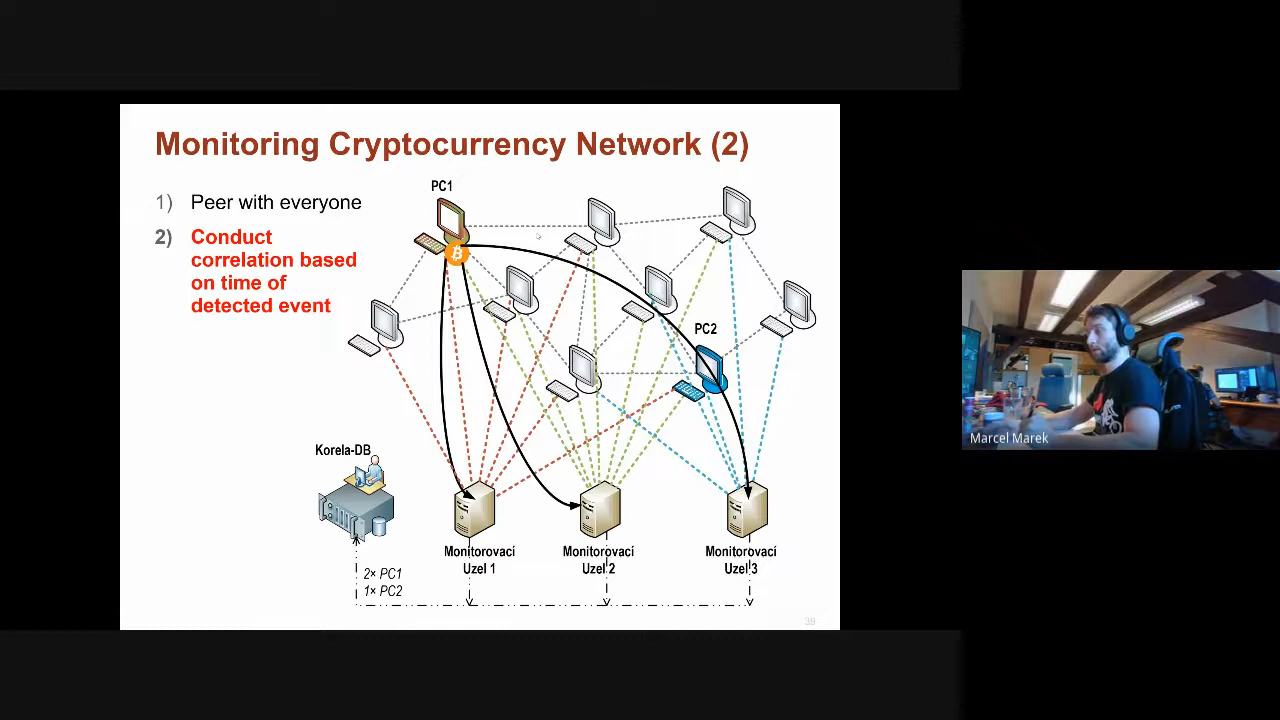 Monitoring Cryptocurrency Network (2)
1) Peer with everyone
2) Conduct
correlation based
on time of
detected event
PC1
PC2
Korela-DB
Monitorovací
Uzel 1
Monitorovací
Uzel 2
Monitorovací
Uzel 3
2× PC1
1× PC2
39
Marcel Marek